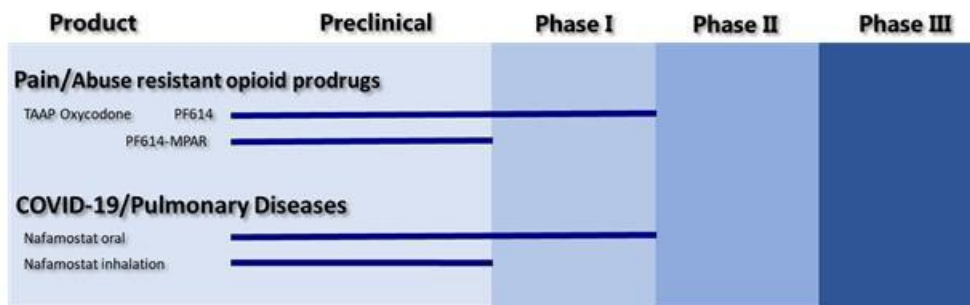 Product Preclinical Phase I Phase II Phase III
Pain/Abuse resistant opioid prodrugs
TAAP Oxycodone PF614
PF614-MPAR
COVID-19/Pulmonary Diseases
Nafamostat oral
Nafamostat inhalation